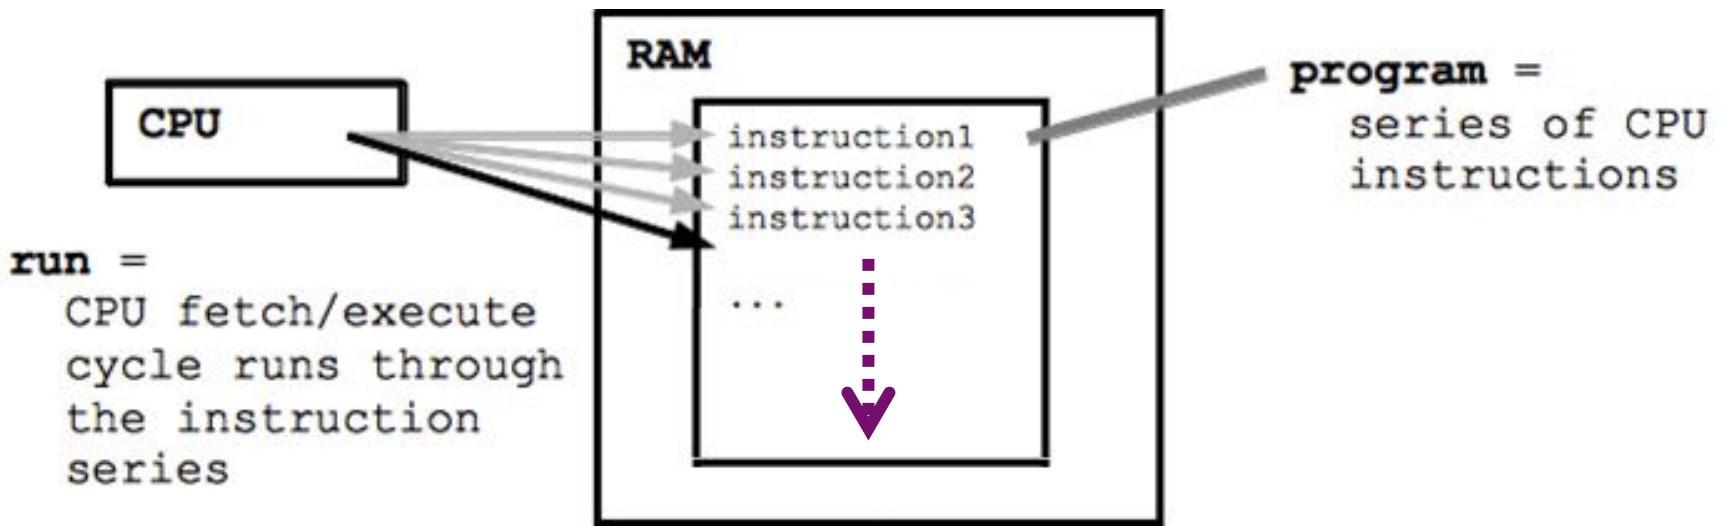 RAM
CPU
instruction1
instruction2
instruction3
...
program =
series of CPU
instructions
run =
CPU fetch/execute
cycle runs through
the instruction
series